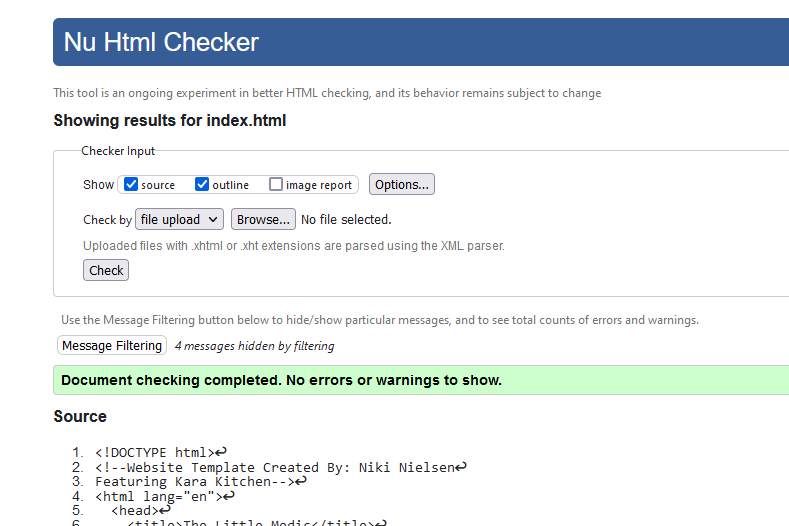 Nu Html Checker
This tool is an ongoing experiment in better HTML checking, and its behavior remains subject to change
Showing results for index.html
Checker Input
Show source outline image report Options...
Check by file upload Browse... No file selected.
Uploaded files with .xhtml or .xht extensions are parsed using the XML parser.
Check
Use the Message Filtering button below to hide/show particular messages, and to see total counts of errors and warnings.
Message Filtering 4 messages hidden by filtering
Document checking completed. No errors or warnings to show.
Source
1. <!DOCTYPE html>↩
2. <!--Website Template Created By: Niki Nielsen↩
3. Featuring Kara Kitchen-->↩
4. <html lang="en">↩
5. <head>↩
6. <title>The Little Medic</title>↩